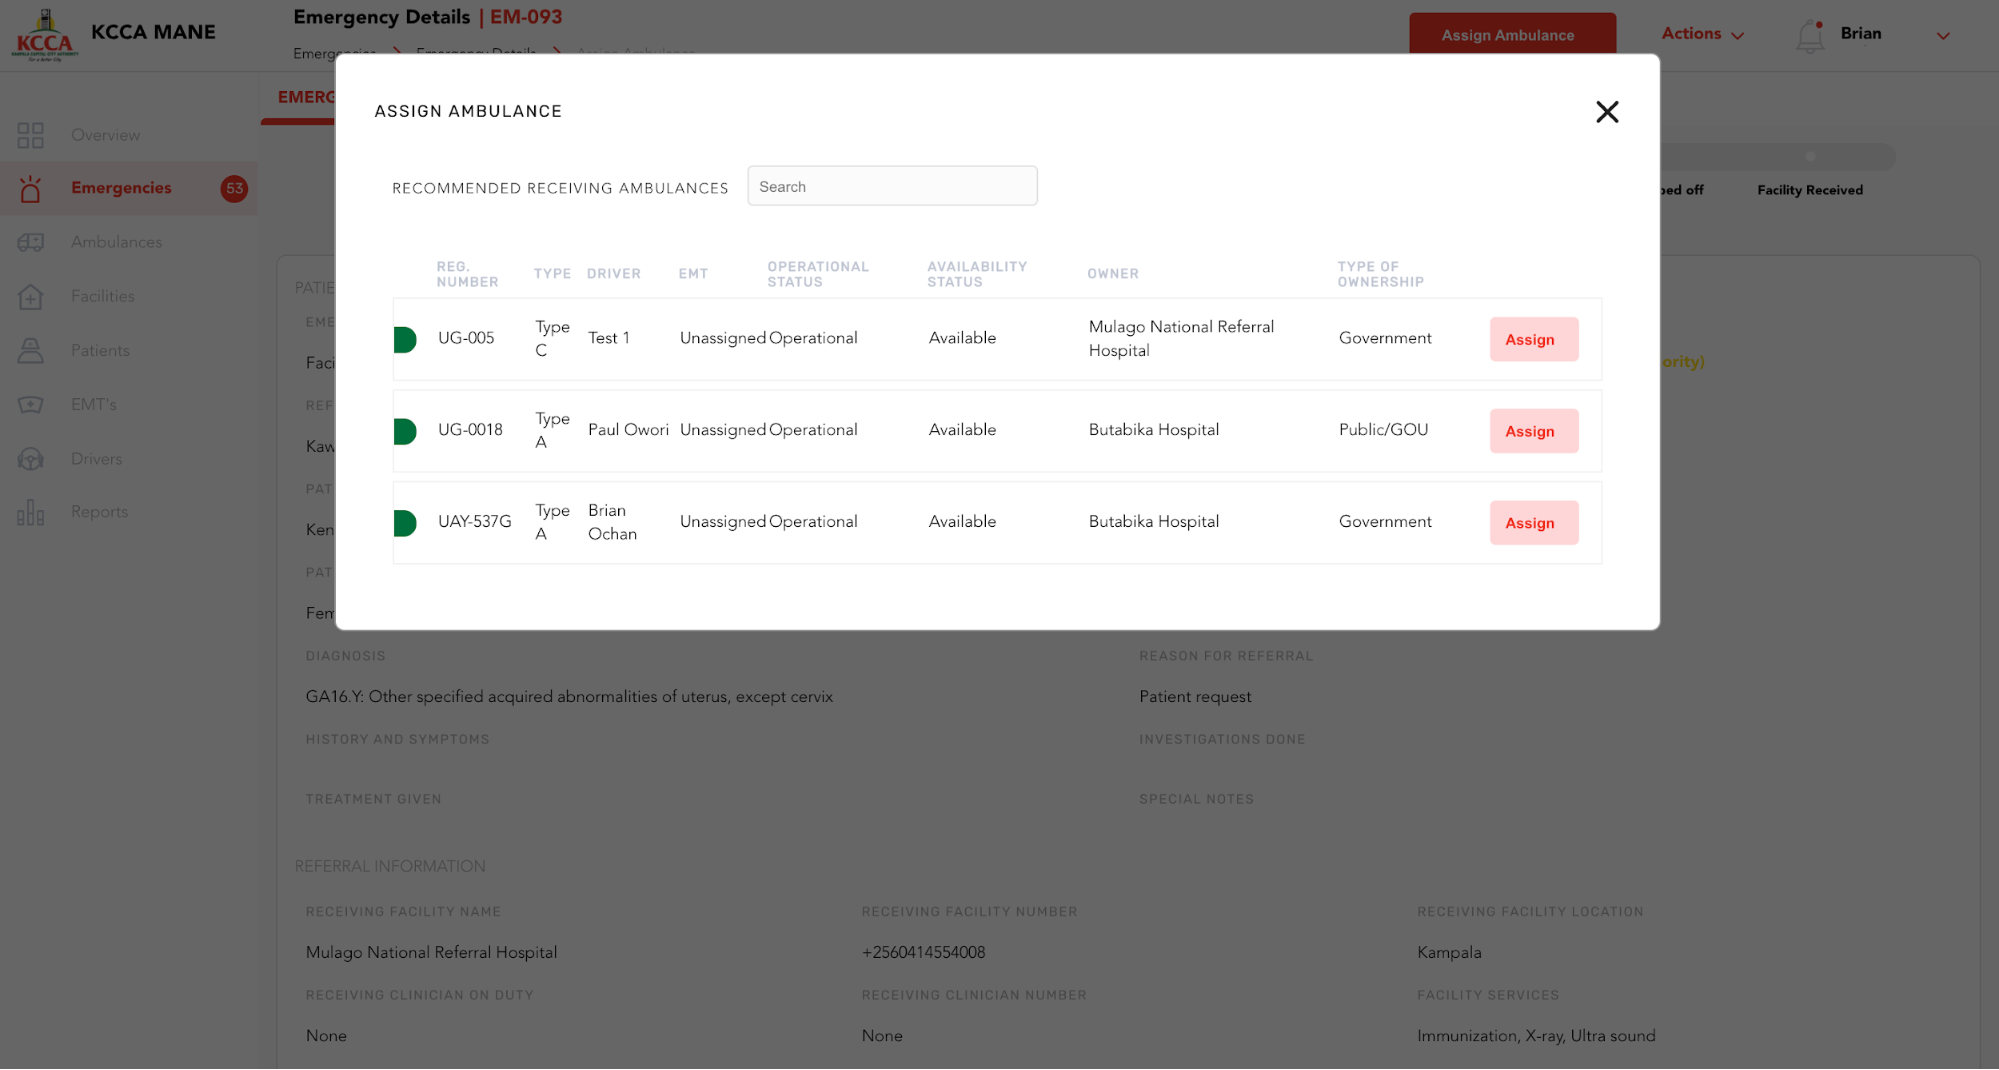 KCCA
KAMPALA CAPITAL CITY AUTHORITY
For a better City
KCCA MANE
Emergency Details | EM-093
Emergencies > Emergency Details > Assign Ambulance
Assign Ambulance
Actions
Brian
EMERG
Overview
Emergencies
53
Ambulances
Facilities
Patients
EMT's
Drivers
Reports
ASSIGN AMBULANCE
RECOMMENDED RECEIVING AMBULANCES
Search
REG. NUMBER TYPE DRIVER EMT OPERATIONAL STATUS AVAILABILITY STATUS OWNER TYPE OF OWNERSHIP
UG-005 Type C Test 1 Unassigned Operational Available Mulago National Referral Hospital Government Assign
UG-0018 Type A Paul Owori Unassigned Operational Available Butabika Hospital Public/GOU Assign
UAY-537G Type A Brian Ochan Unassigned Operational Available Butabika Hospital Government Assign
ped off
Facility Received
PATIE
EME
Faci
ority)
REF
Kaw
PAT
Ken
PAT
Fem
DIAGNOSIS
GA16.Y: Other specified acquired abnormalities of uterus, except cervix
REASON FOR REFERRAL
Patient request
HISTORY AND SYMPTOMS
INVESTIGATIONS DONE
TREATMENT GIVEN
SPECIAL NOTES
REFERRAL INFORMATION
RECEIVING FACILITY NAME
Mulago National Referral Hospital
RECEIVING FACILITY NUMBER
+2560414554008
RECEIVING FACILITY LOCATION
Kampala
RECEIVING CLINICIAN ON DUTY
None
RECEIVING CLINICIAN NUMBER
None
FACILITY SERVICES
Immunization, X-ray, Ultra sound